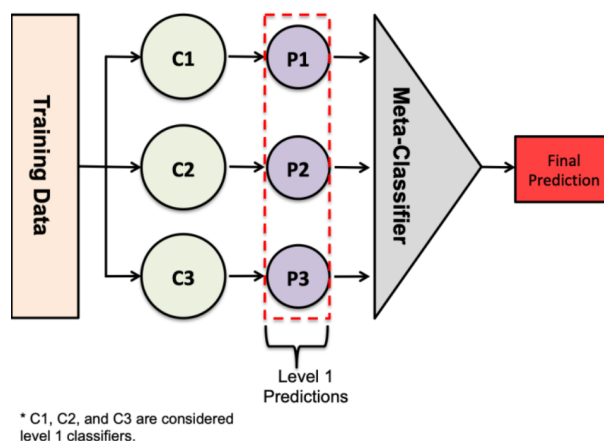 Training Data
C1
C2
C3
P1
P2
P3
Meta-Classifier
Final
Prediction
Level 1
Predictions
* C1, C2, and C3 are considered
level 1 classifiers.